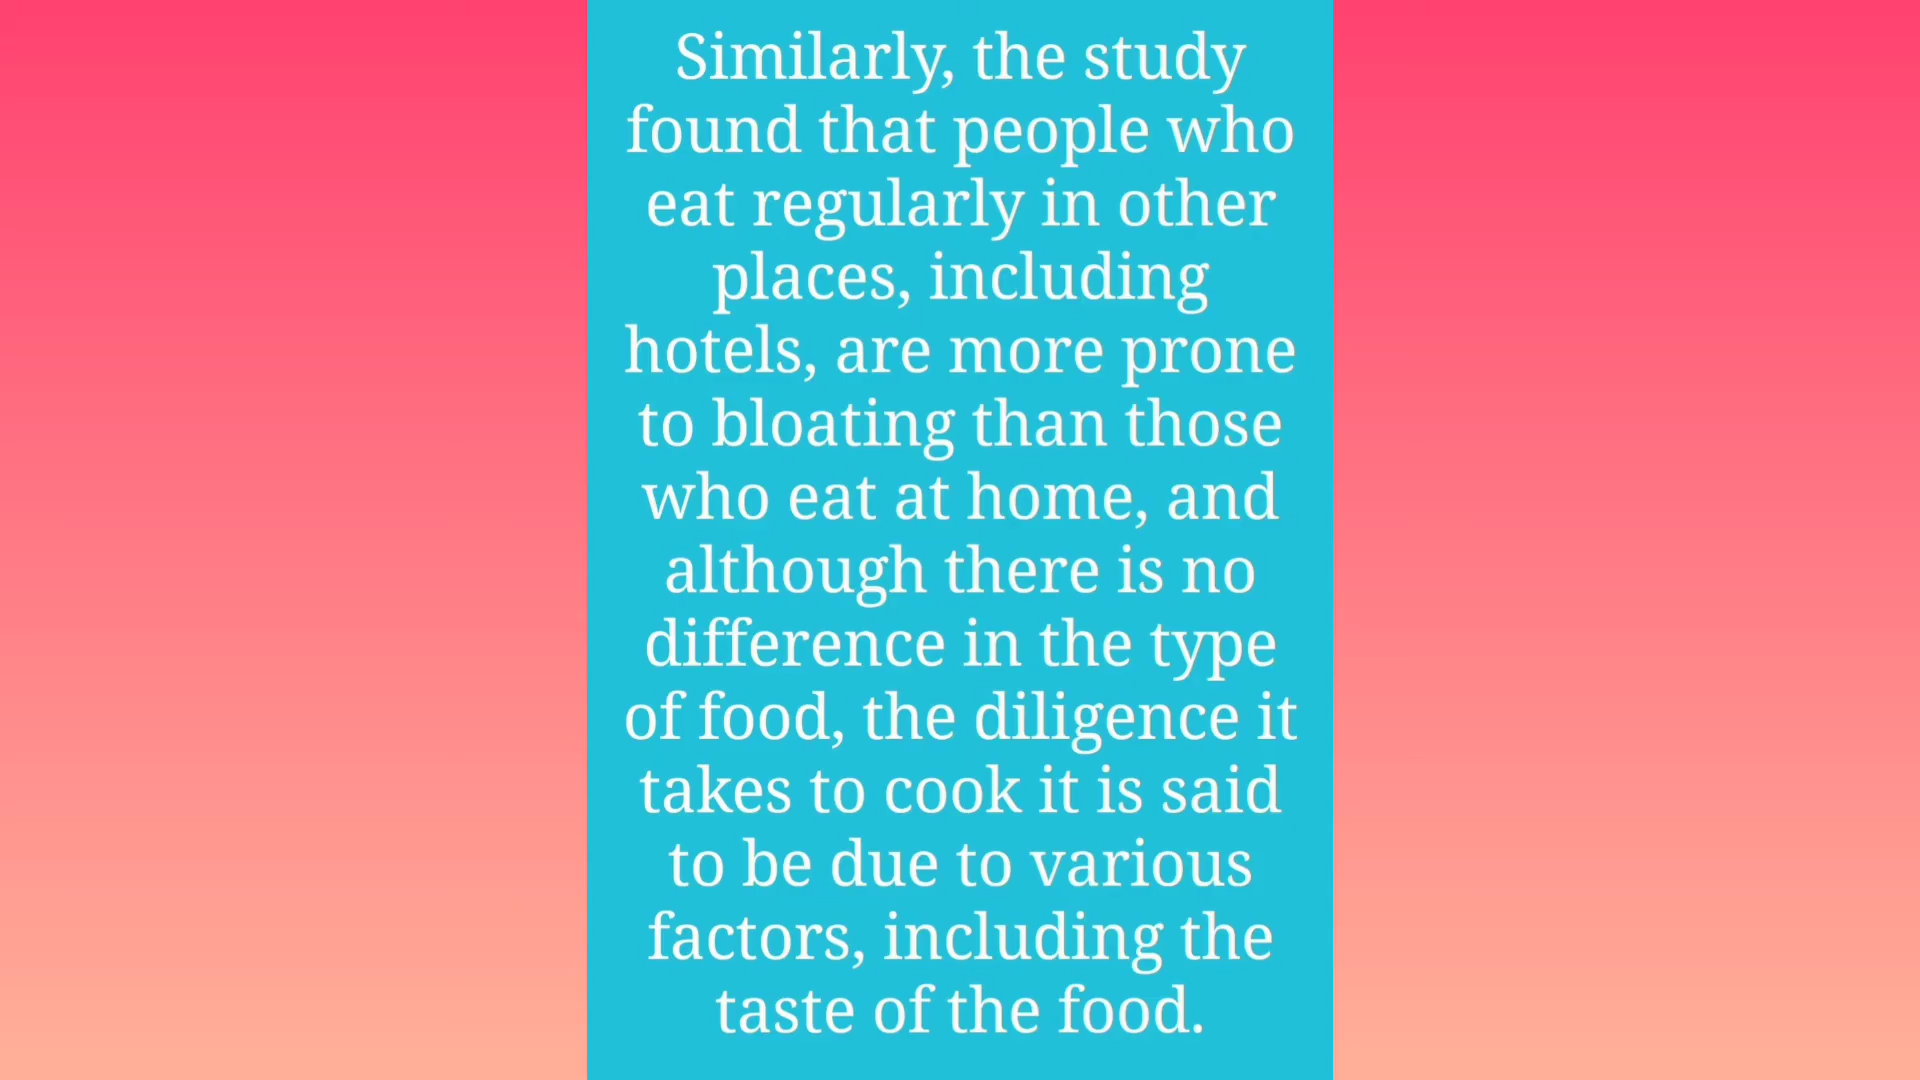 Similarly, the study
found that people who
eat regularly in other
places, including
hotels, are more prone
to bloating than those
who eat at home, and
although there is no
difference in the type
of food, the diligence it
takes to cook it is said
to be due to various
factors, including the
taste of the food.